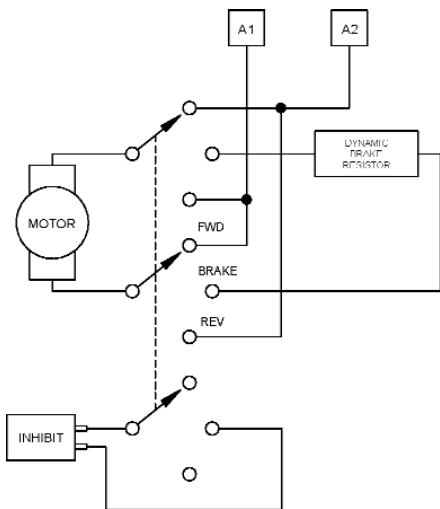 A1
A2
DYNAMIC
BRAKE
RESISTOR
MOTOR
FWD
BRAKE
REV
INHIBIT